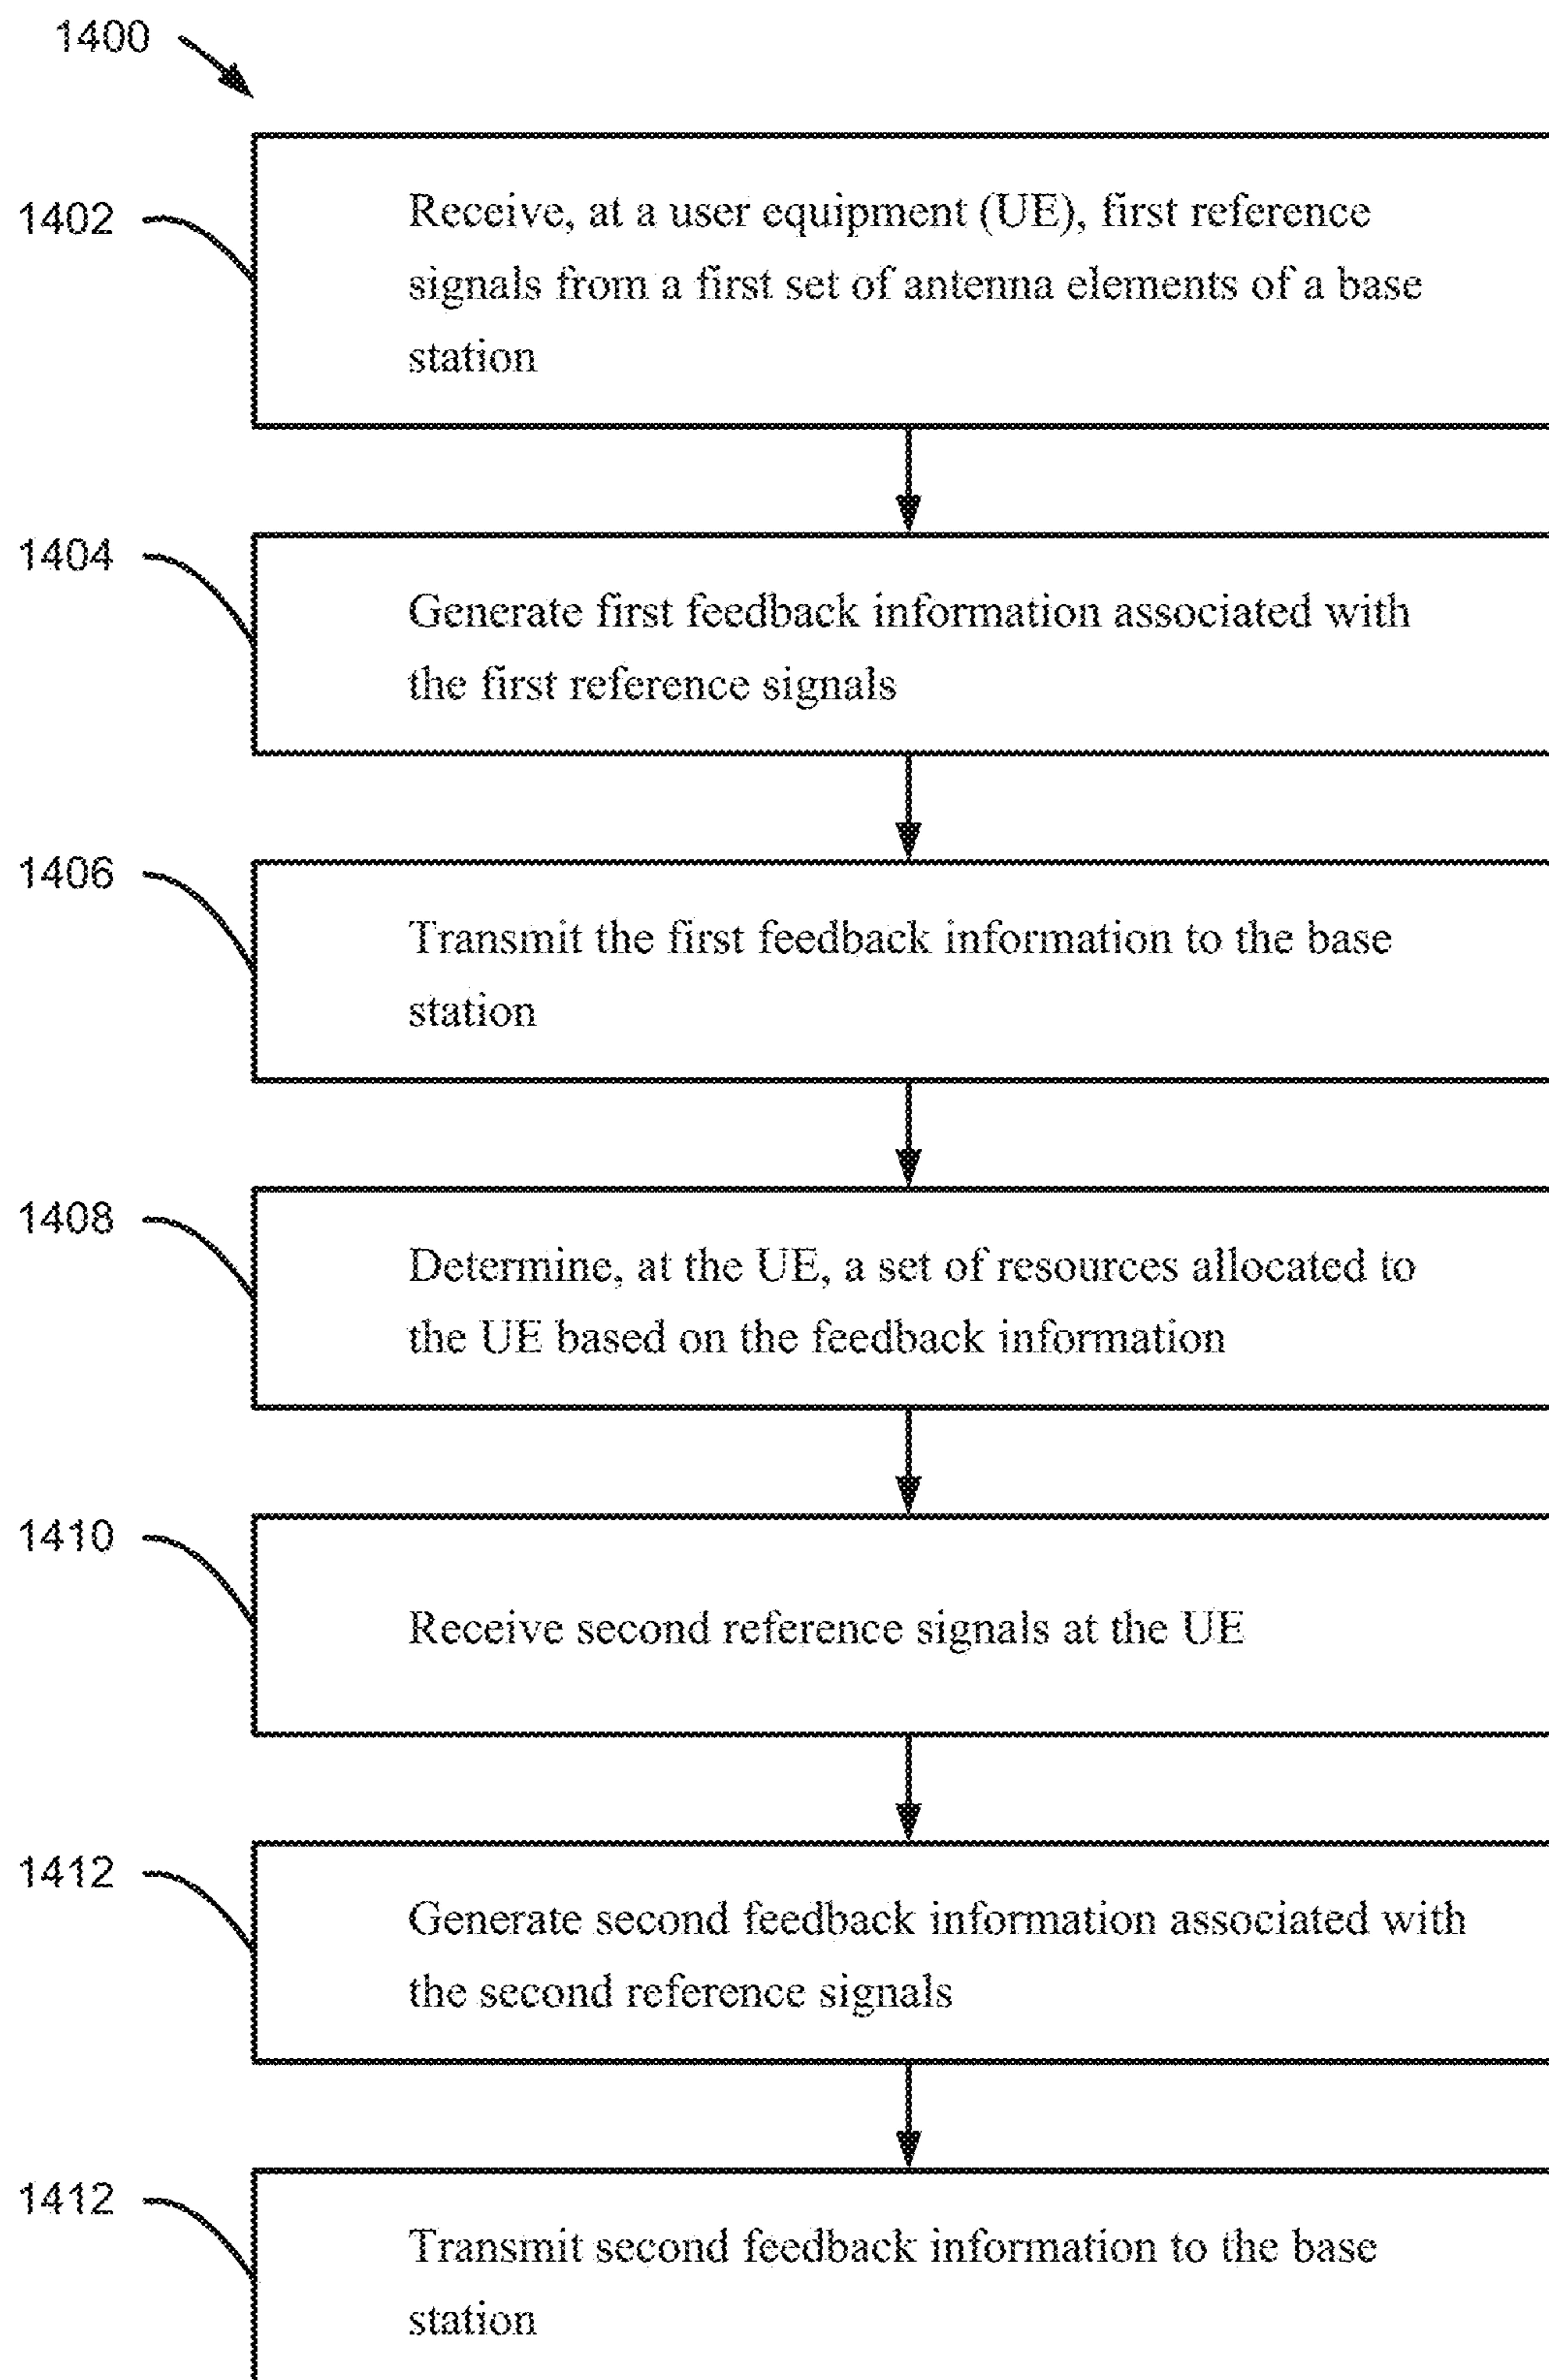 1400
1402
Receive, at a user equipment (UE), first reference
signals from a first set of antenna elements of a base
station
1404
Generate first feedback information associated with
the first reference signals
1406
Transmit the first feedback information to the base
station
1408
Determine, at the UE, a set of resources allocated to
the UE based on the feedback information
1410
Receive second reference signals at the UE
1412
Generate second feedback information associated with
the second reference signals
1412
Transmit second feedback information to the base
station